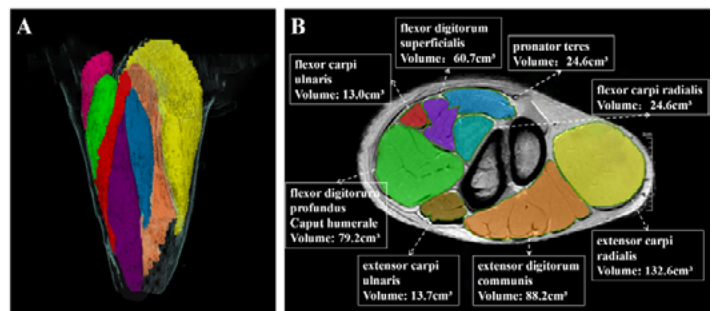 A
B
flexor digitorum
superficialis
Volume: 60.7cm³
pronator teres
Volume: 24.6cm³
flexor carpi
ulnaris
Volume: 13.0cm³
flexor carpi radialis
Volume: 24.6cm³
flexor digitorum
profundus
Caput humerale
Volume: 79.2cm³
extensor carpi
ulnaris
Volume: 13.7cm³
extensor digitorum
communis
Volume: 88.2cm³
extensor carpi
radialis
Volume: 132.6cm³